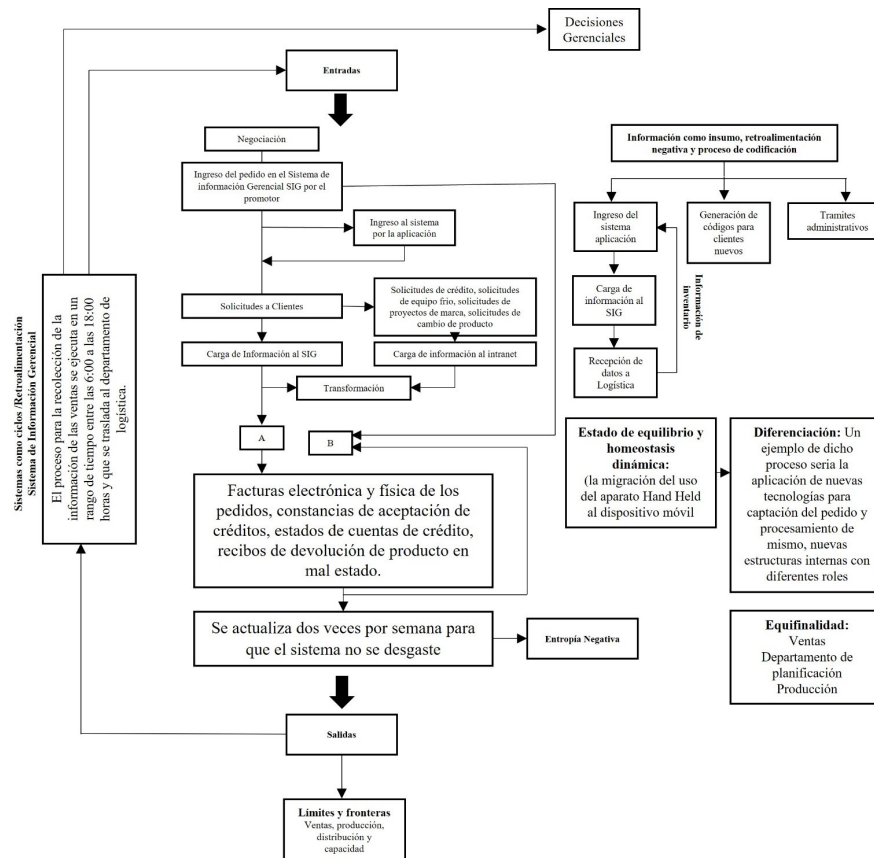 Decisiones
Gerenciales
Entradas
Negociación
Ingreso del pedido en el Sistema de
información Gerencial SIG por el
promotor
Ingreso al sistema
por la aplicación
Solicitudes a Clientes
Solicitudes de crédito, solicitudes
de equipo frío, solicitudes de
proyectos de marca, solicitudes de
cambio de producto
Carga de Información al SIG
Carga de información al intranet
Transformación
A
B
Facturas electrónica y física de los
pedidos, constancias de aceptación de
créditos, estados de cuentas de crédito,
recibos de devolución de producto en
mal estado.
Se actualiza dos veces por semana para
que el sistema no se desgaste
Entropía Negativa
Salidas
Límites y fronteras
Ventas, producción,
distribución y
capacidad
Sistemas como ciclos /Retroalimentación
Sistema de Información Gerencial
El proceso para la recolección de la
información de las ventas se ejecuta en un
rango de tiempo entre las 6:00 a las 18:00
horas y que se traslada al departamento de
logística.
Información como insumo, retroalimentación
negativa y proceso de codificación
Ingreso del
sistema
aplicación
Generación de
códigos para
clientes
nuevos
Tramites
administrativos
Carga de
información al
SIG
Recepción de
datos a
Logística
Información de
inventario
Estado de equilibrio y
homeostasis
dinámica:
(la migración del uso
del aparato Hand Held
al dispositivo móvil
Diferenciación: Un
ejemplo de dicho
proceso seria la
aplicación de nuevas
tecnologías para
captación del pedido y
procesamiento de
mismo, nuevas
estructuras internas con
diferentes roles
Equifinalidad:
Ventas
Departamento de
planificación
Producción